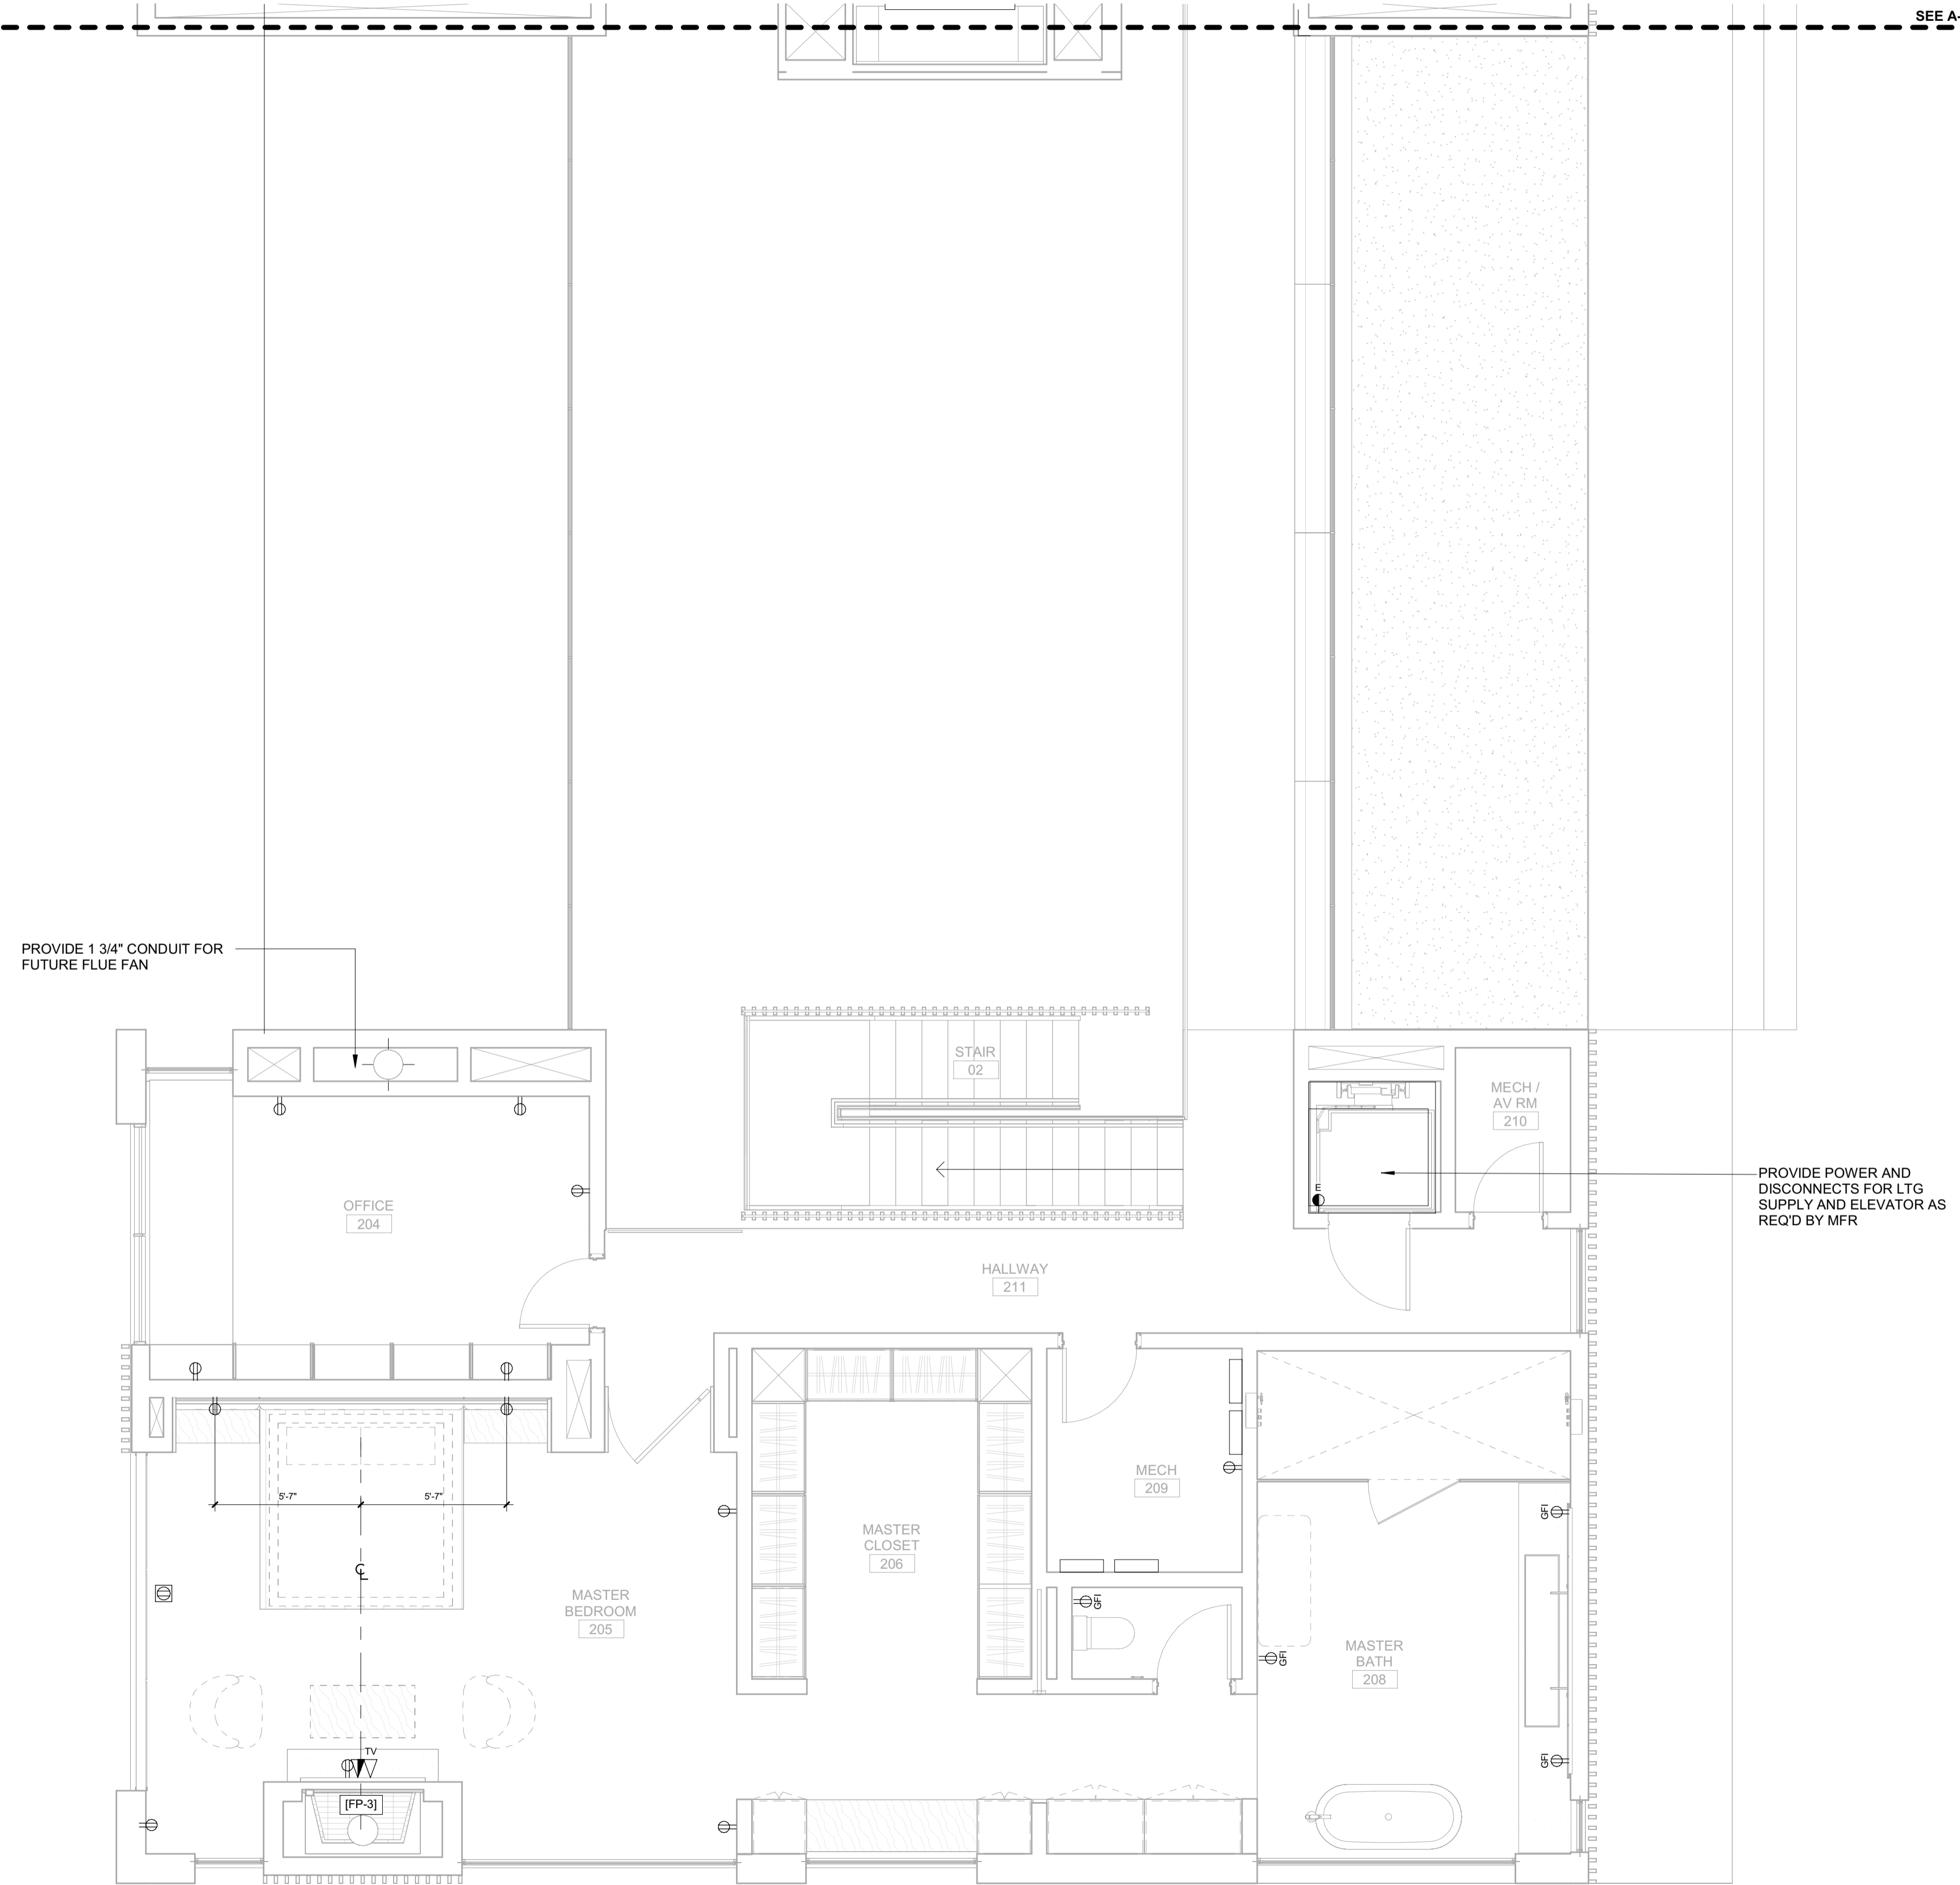 SEE A-
PROVIDE 1 3/4" CONDUIT FOR
FUTURE FLUE FAN
STAIR
02
MECH /
AV RM
210
PROVIDE POWER AND
DISCONNECTS FOR LTG
SUPPLY AND ELEVATOR AS
REQ'D BY MFR
E
OFFICE
204
HALLWAY
211
5'-7"
5'-7"
MECH
209
GFI
MASTER
CLOSET
206
CL
MASTER
BEDROOM
205
GFI
GFI
MASTER
BATH
208
TV
GFI
[FP-3]